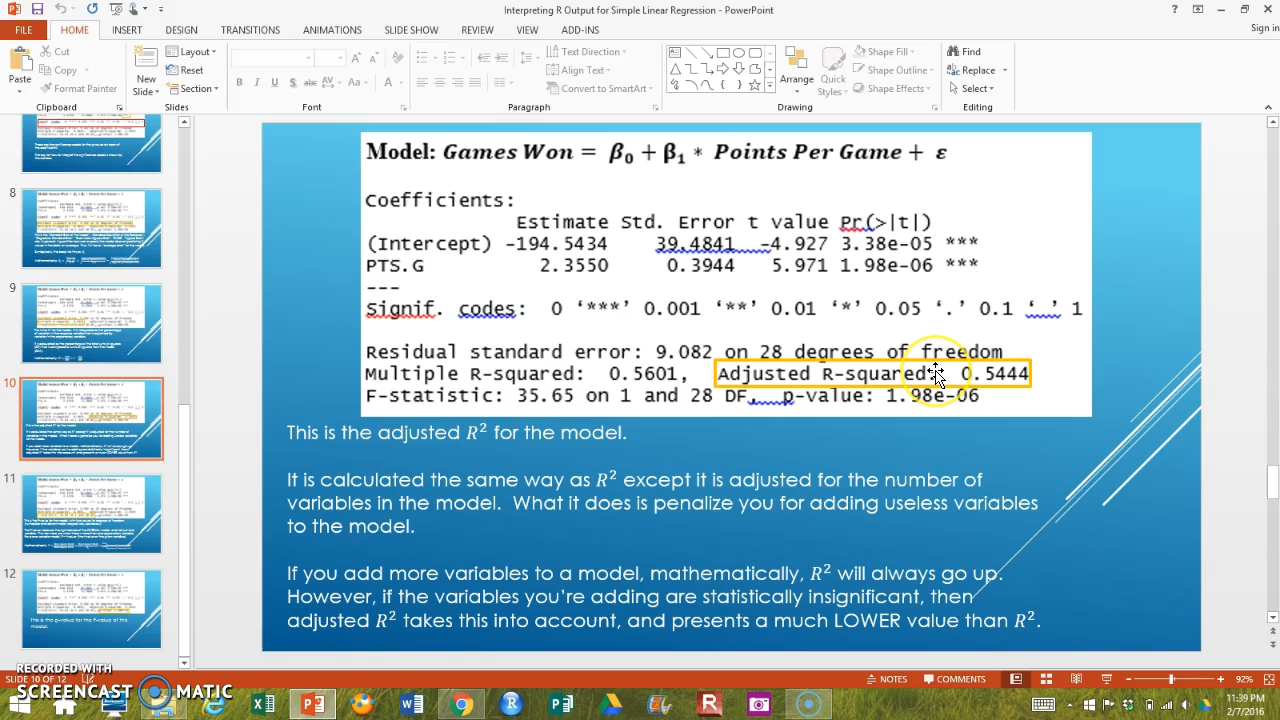 Interpreting R Output for Simple Linear Regression - PowerPoint
Sign in
FILE HOME INSERT DESIGN TRANSITIONS ANIMATIONS SLIDE SHOW REVIEW VIEW ADD-INS
Paste
Cut
Copy
Format Painter
Clipboard
New Slide
Layout
Reset
Section
Slides
Font
Text Direction
Align Text
Convert to SmartArt
Paragraph
Arrange
Quick Styles
Shape Fill
Shape Outline
Shape Effects
Drawing
Find
Replace
Select
Editing
8
9
10
11
12
This is the p-value for the F-value of the model.
Model: Games Won = β0 + β1 * Points Per Game + ε
Coefficients:
Estimate Std. Error value Pr(>|t|)
(Intercept) -194.5434 39.4841 .927 3.38e-05 ***
PTS.G 2.3550 0.3944 5.971 1.98e-06 ***
---
Signif. codes: 0 ‘***’ 0.001 0.01 ‘*’ 0.05 0.1 ‘ ’ 1
Residual standard error: 9.082 on degrees of freedom
Multiple R-squared: 0.5601, Adjusted R-squared: 0.5444
F-statistic: 35.65 on 1 and 28 DF, p-value: 1.98e-06
This is the adjusted R² for the model.
It is calculated the same way as R² except it is adjusted for the number of
variables in the model. What it does is penalize you for adding useless variables
to the model.
If you add more variables to a model, mathematically R² will always go up.
However, if the variables you're adding are statistically insignificant then
adjusted R² takes this into account, and presents a much LOWER value than R².
RECORDED WITH
SCREENCAST MATIC
SLIDE 10 OF 12
NOTES
COMMENTS
92%
11:39 PM
2/7/2016